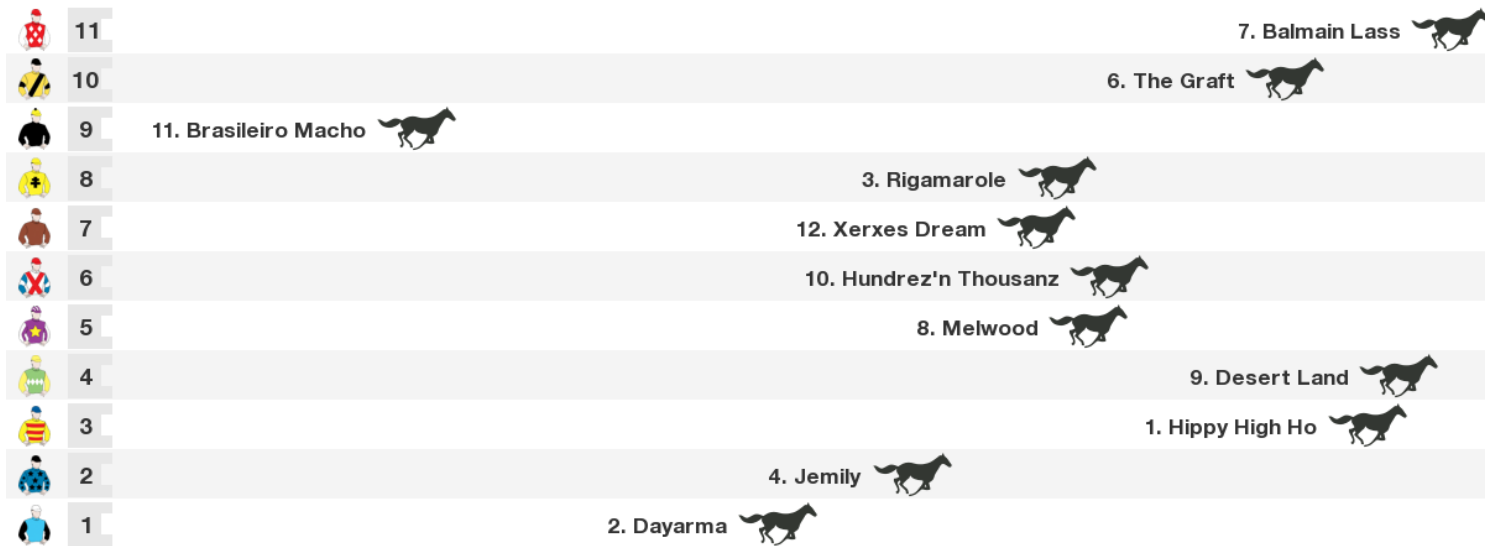 11 7. Balmain Lass
10 6. The Graft
9 11. Brasileiro Macho
8 3. Rigamarole
7 12. Xerxes Dream
6 10. Hundrez'n Thousanz
5 8. Melwood
4 9. Desert Land
3 1. Hippy High Ho
2 4. Jemily
1 2. Dayarma